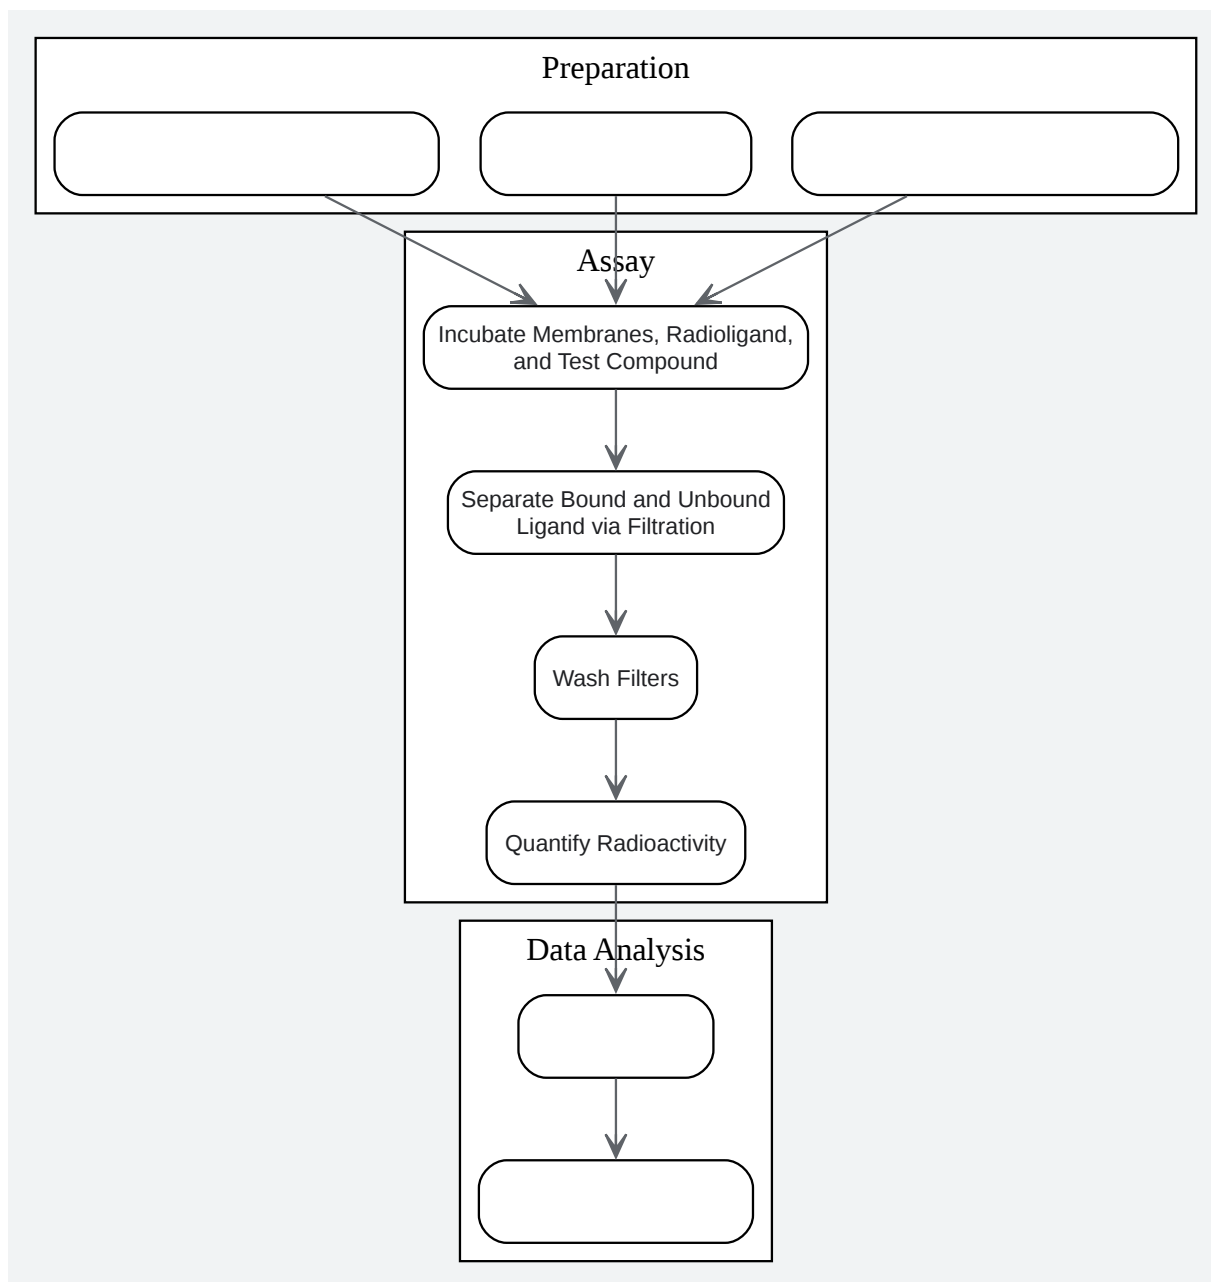 Preparation
Assay
Incubate Membranes, Radioligand,
and Test Compound
Separate Bound and Unbound
Ligand via Filtration
Wash Filters
Quantify Radioactivity
Data Analysis